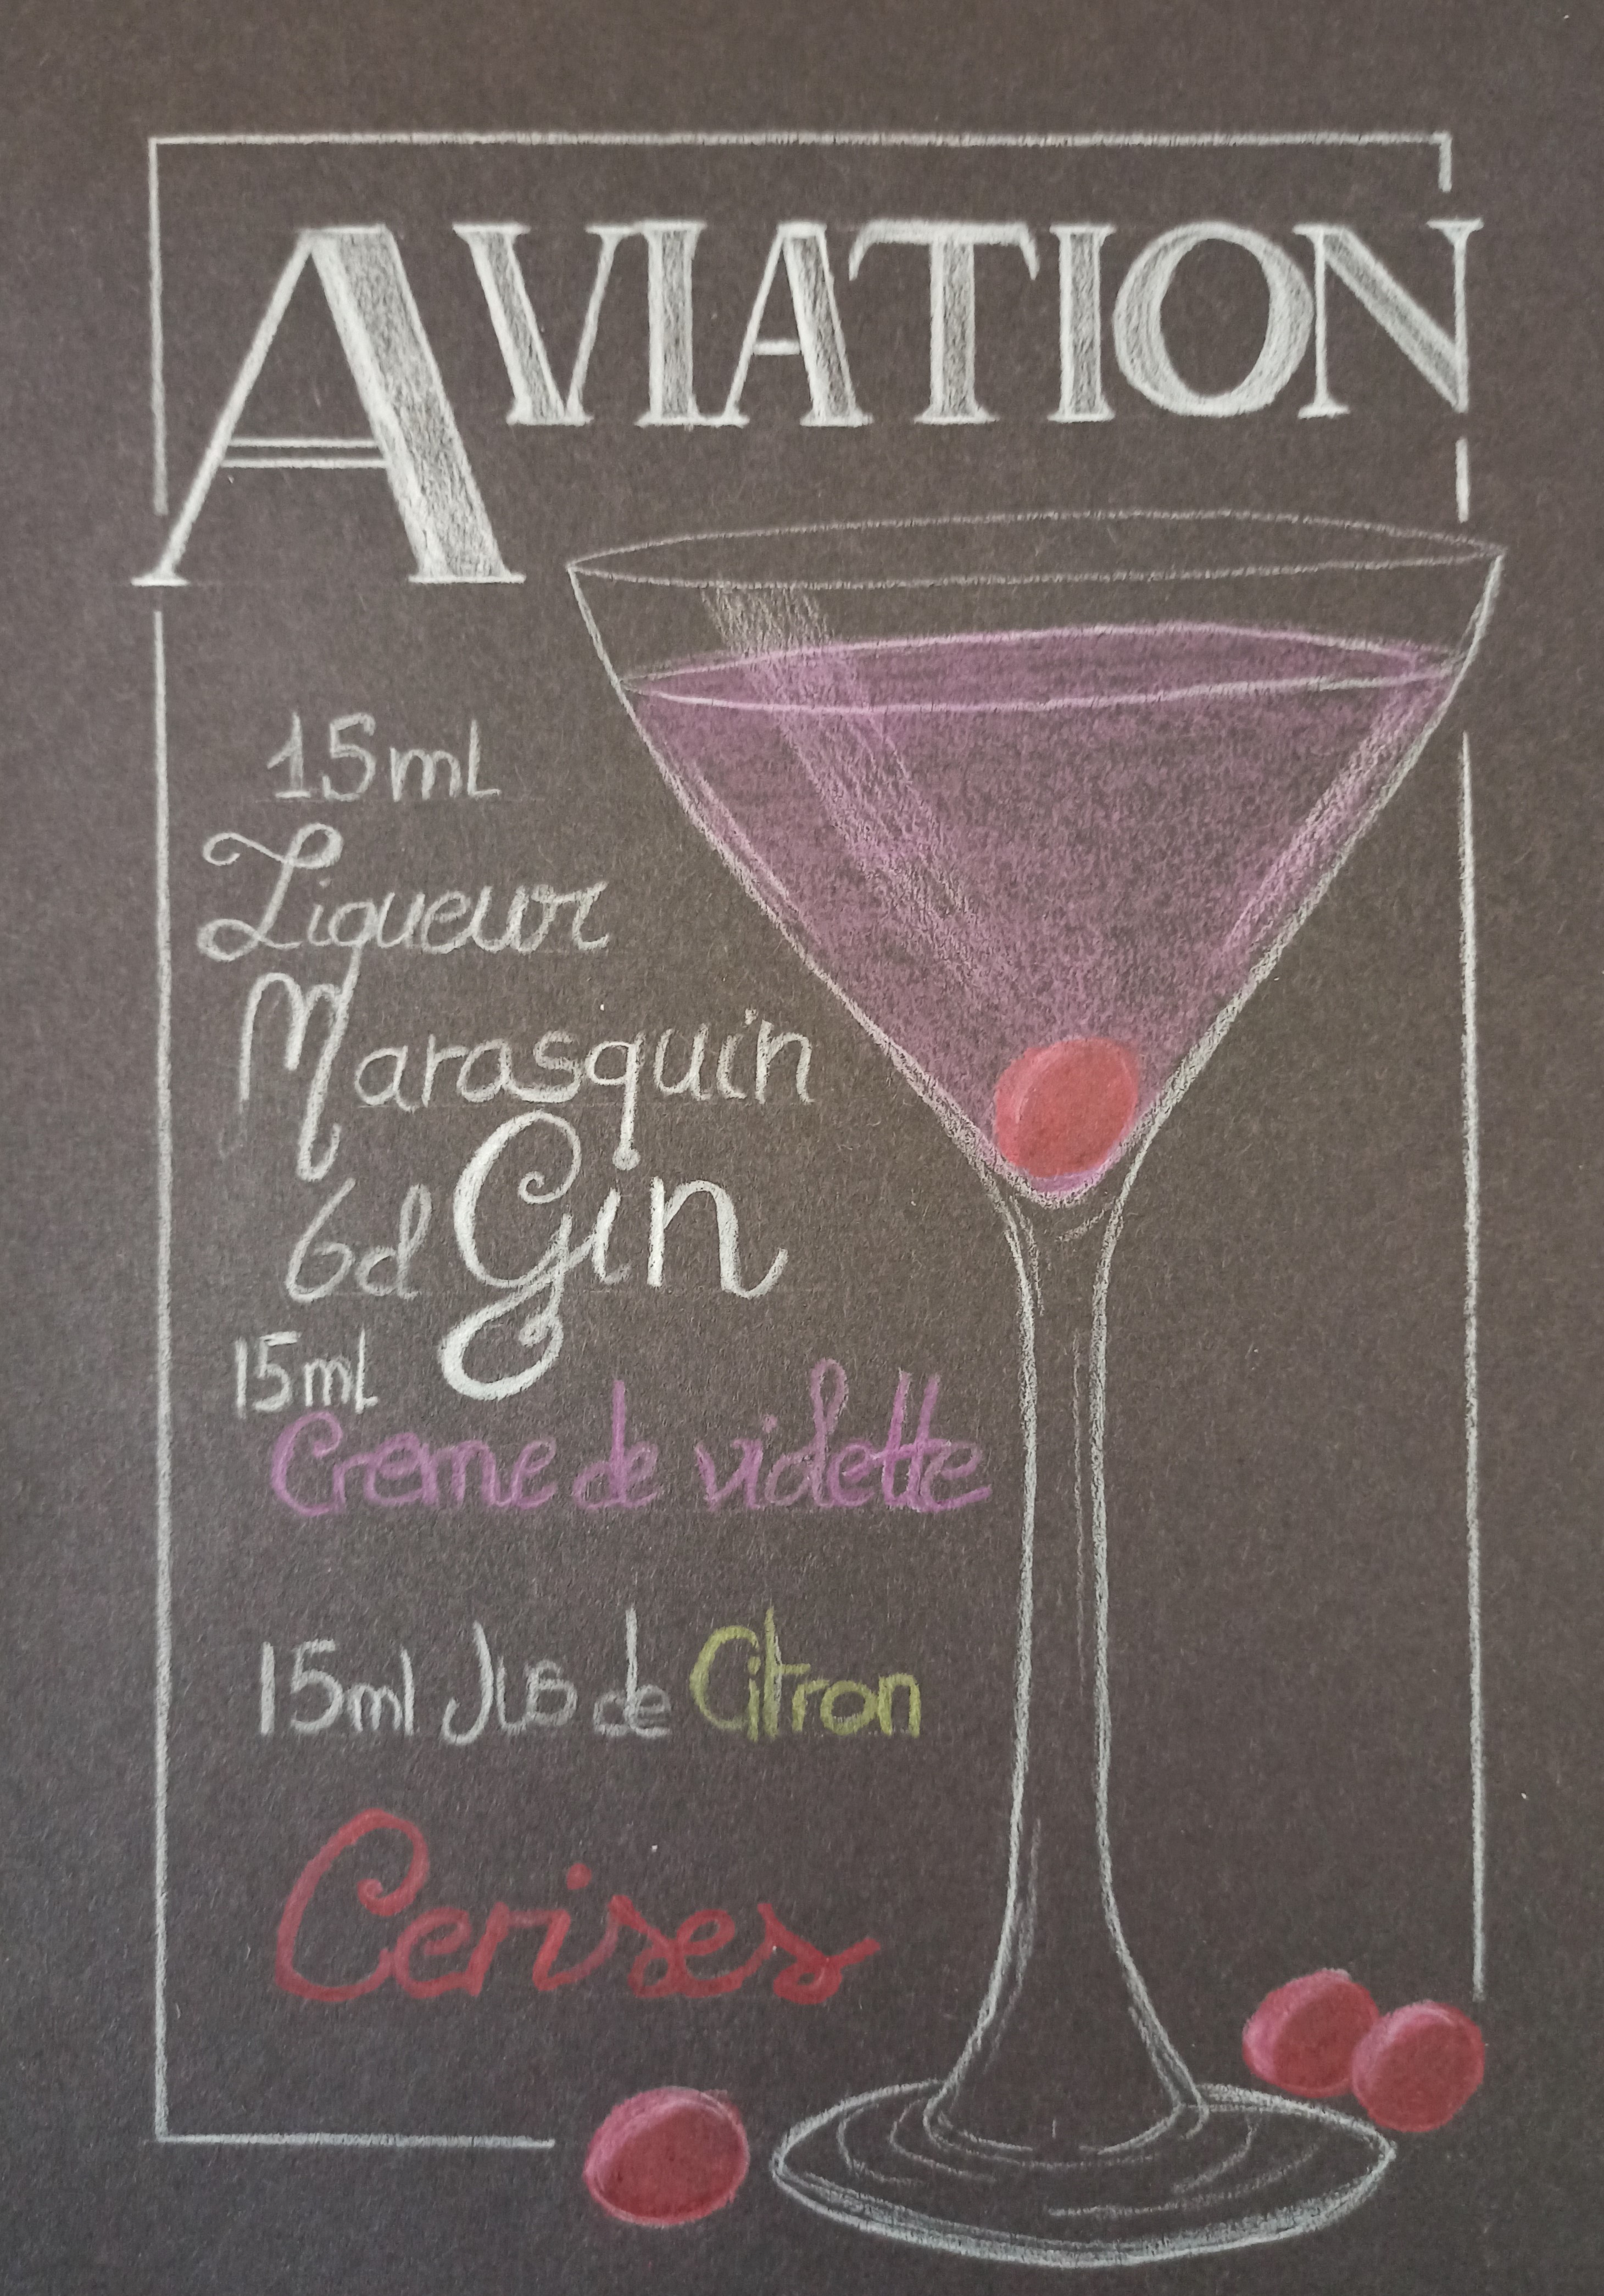 AVIATION
15ml
Liqueur
Marasquin
6cl Gin
15ml
Creme de violette
15ml Jus de Citron
Cerises